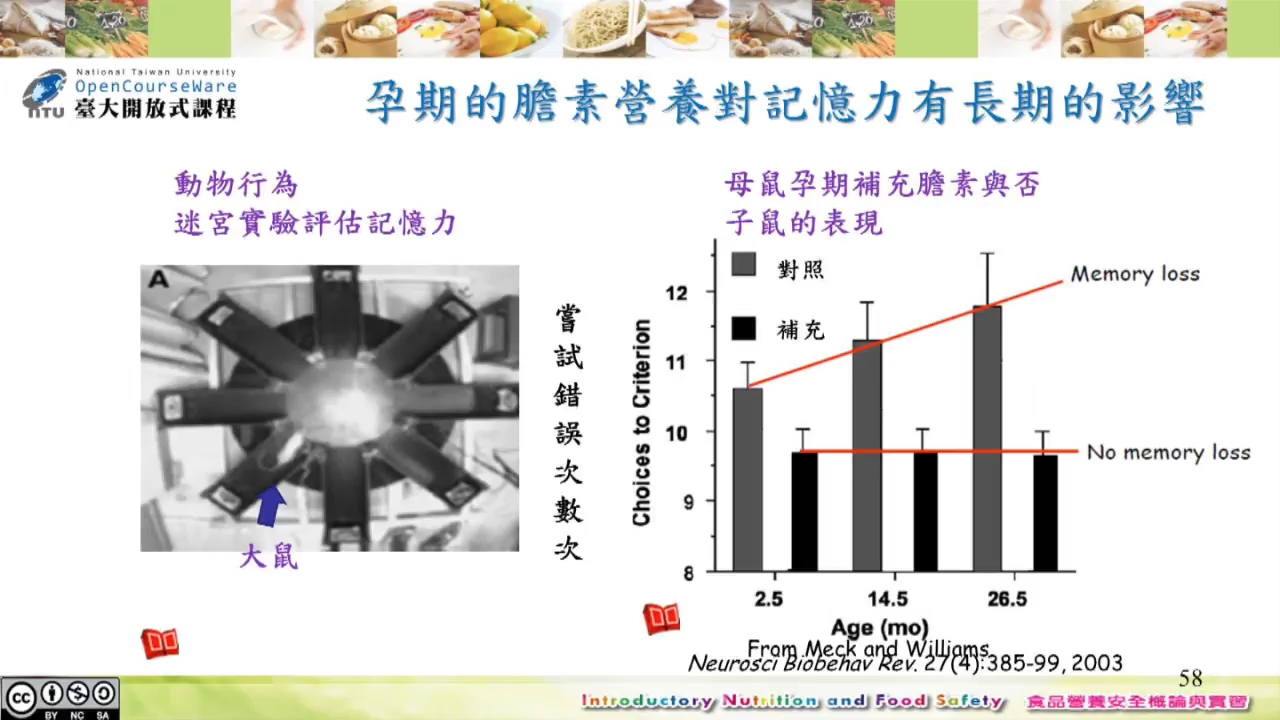 National Taiwan University
OpenCourseWare
NTU 臺大開放式課程
孕期的膽素營養對記憶力有長期的影響
動物行為
迷宮實驗評估記憶力
A
大鼠
母鼠孕期補充膽素與否
子鼠的表現
嘗試錯誤次數次
Choices to Criterion
對照
補充
Memory loss
No memory loss
12
11
10
9
8
2.5
14.5
26.5
Age (mo)
From Meck and Williams
Neurosci Biobehav Rev. 27(4):385-99, 2003
58
cc BY NC SA
Introductory Nutrition and Food Safety 食品營養安全概論與實習